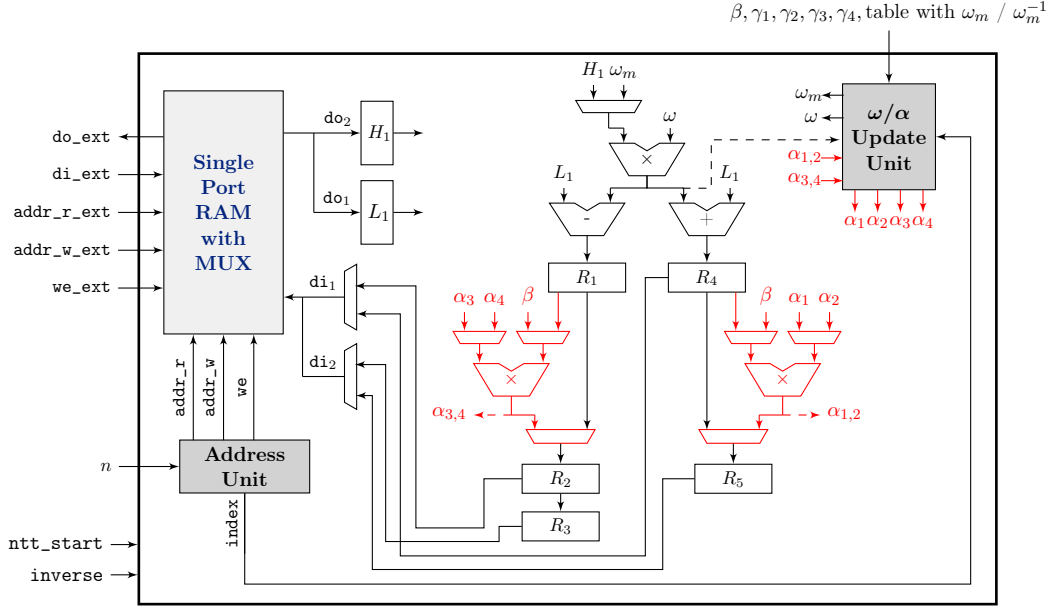 β, γ₁, γ₂, γ₃, γ₄, table with ωₘ / ωₘ⁻¹
do_ext
di_ext
addr_r_ext
addr_w_ext
we_ext
Single
Port
RAM
with
MUX
do₂
H₁
do₁
L₁
H₁ ωₘ
ω
×
L₁
L₁
-
+
ωₘ
ω
α₁,₂
α₃,₄
ω/α
Update
Unit
α₁ α₂ α₃ α₄
di₁
di₂
R₁
R₄
α₃ α₄ β
β α₁ α₂
×
×
α₃,₄
α₁,₂
addr_r
addr_w
we
n
Address
Unit
index
R₂
R₅
R₃
ntt_start
inverse